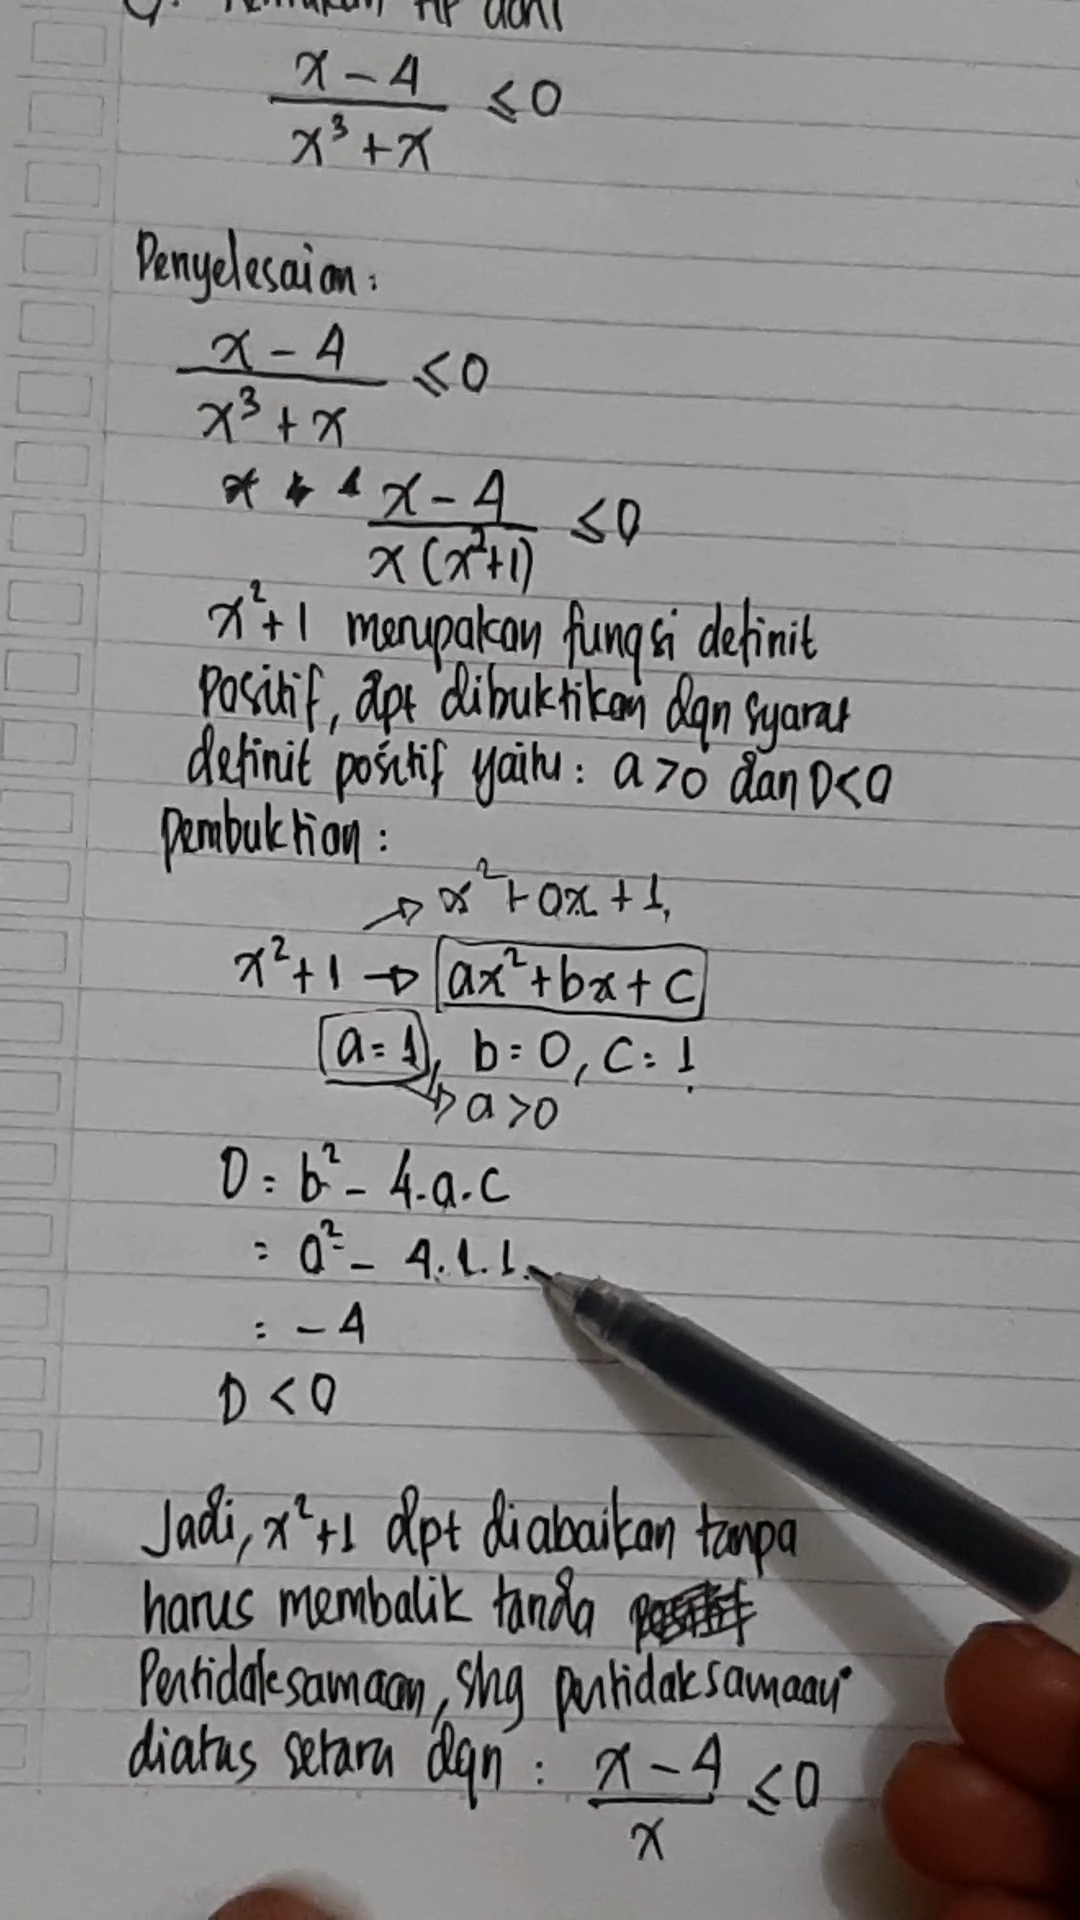 dari
x - 4
x³ + x ≤ 0
Penyelesaian :
x - 4
x³ + x ≤ 0
x - 4
x (x²+1) ≤ 0
x²+1 merupakan fungsi definit
Positif, dpt dibuktikan dgn syarat
definit positif yaitu : a > 0 dan D < 0
Pembuktian :
→ x² + 0x + 1,
x² + 1 → ax² + bx + c
a = 1, b = 0, c = 1
→ a > 0
D = b² - 4.a.c
= 0² - 4.1.1
= - 4
D < 0
Jadi, x²+1 dpt diabaikan tanpa
harus membalik tanda
Pertidaksamaan, shg pertidaksamaan
diatas setara dgn : x - 4
x ≤ 0